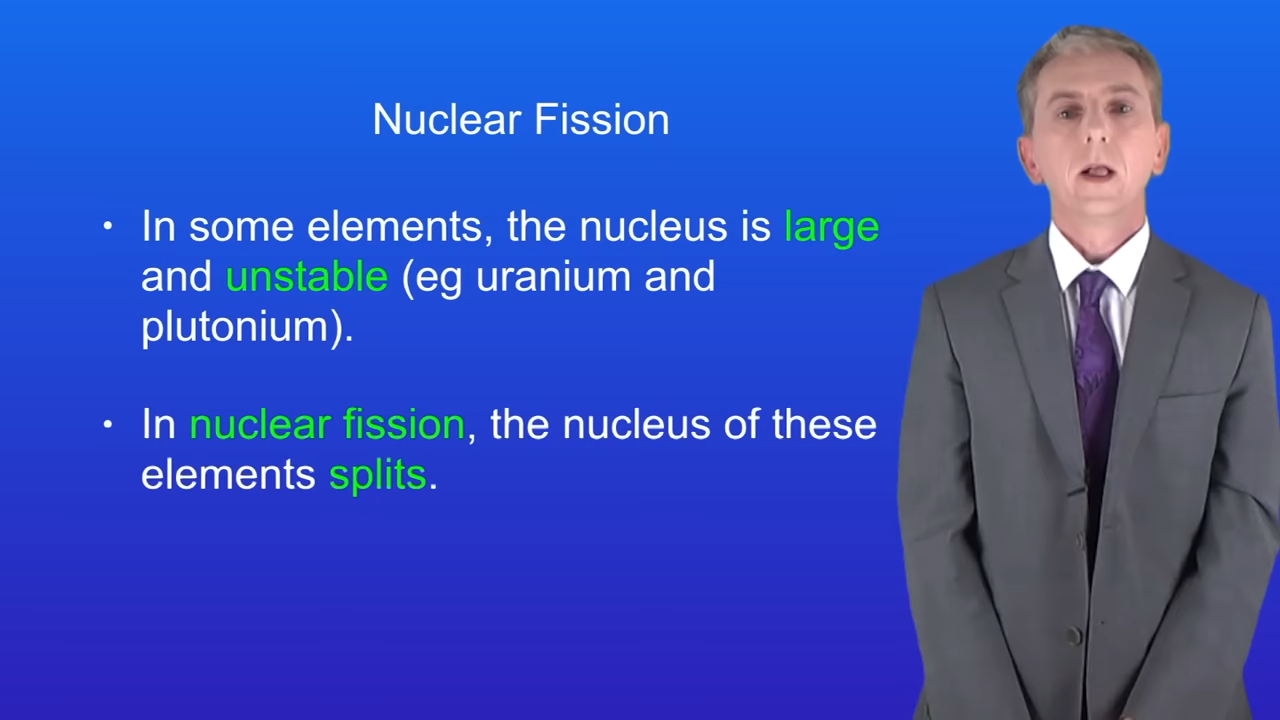 Nuclear Fission
• In some elements, the nucleus is large
and unstable (eg uranium and
plutonium).
• In nuclear fission, the nucleus of these
elements splits.